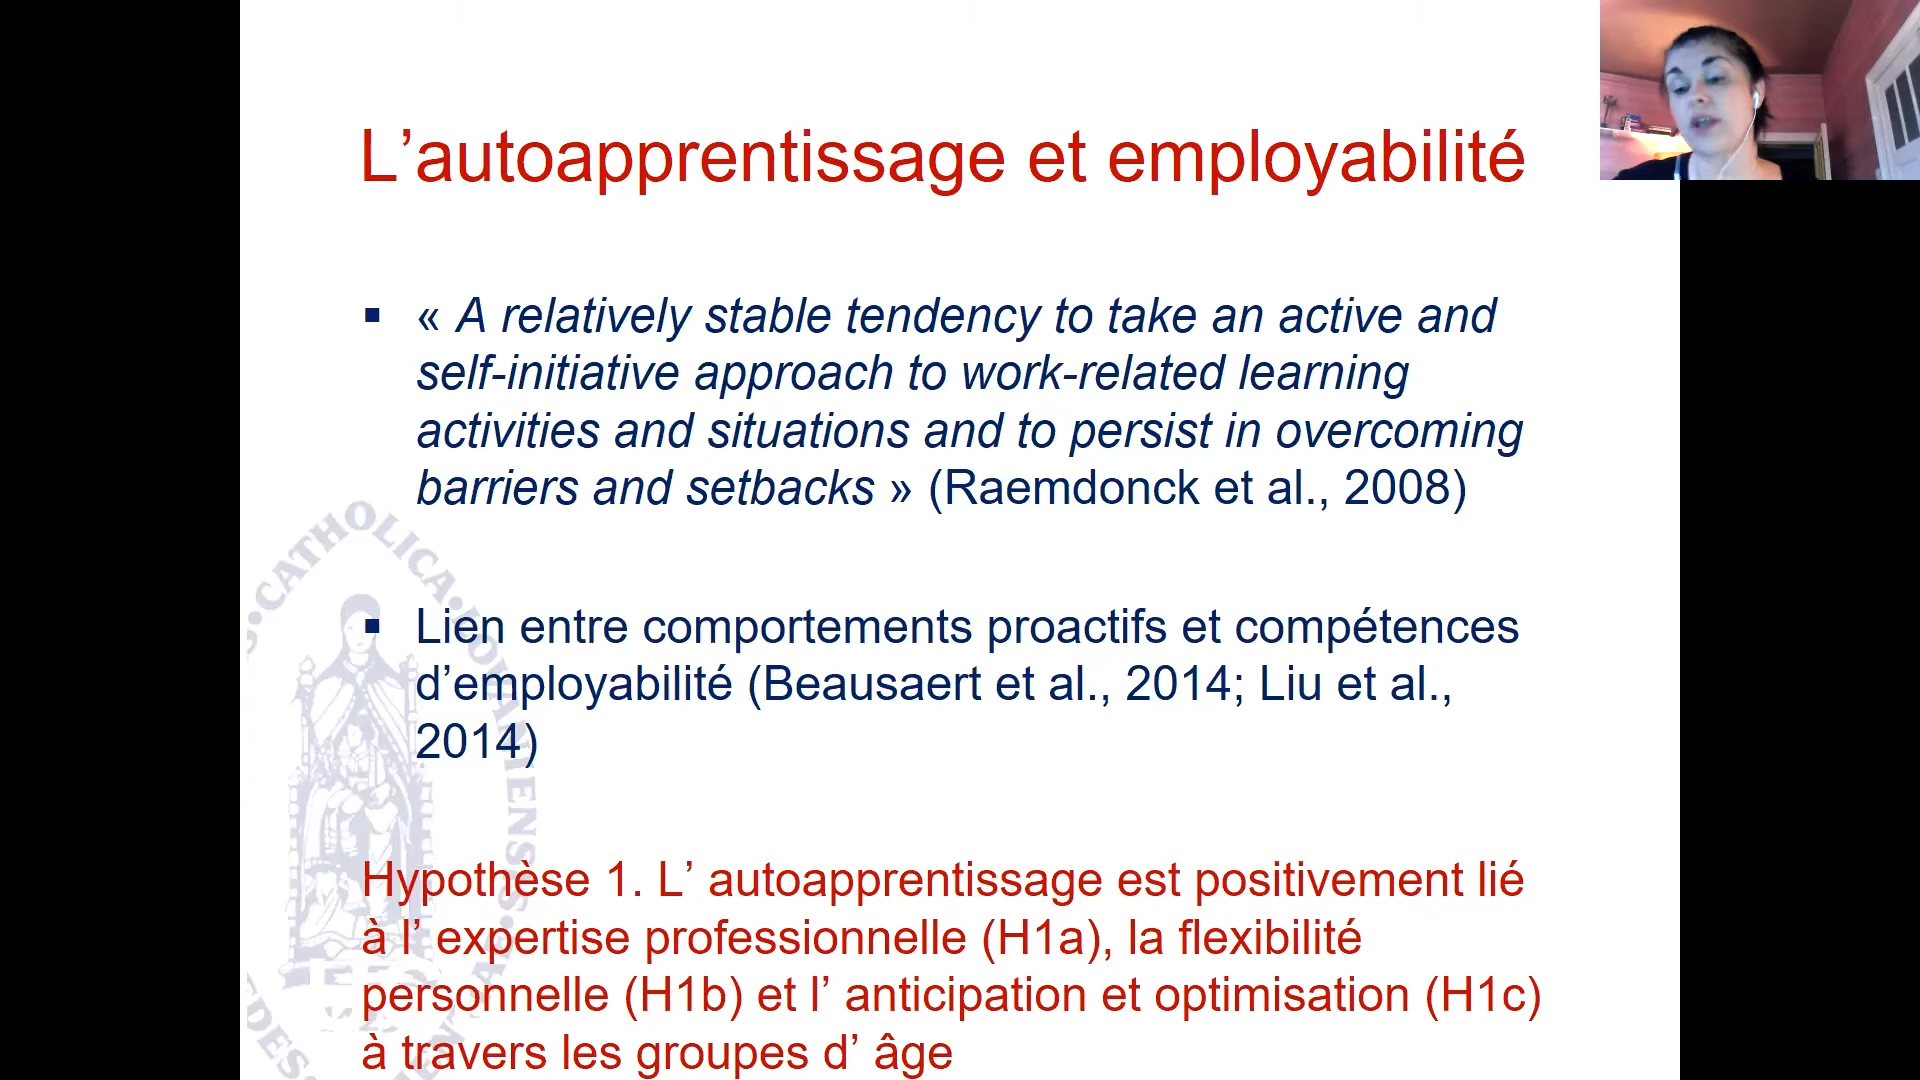 L’autoapprentissage et employabilité
« A relatively stable tendency to take an active and
self-initiative approach to work-related learning
activities and situations and to persist in overcoming
barriers and setbacks » (Raemdonck et al., 2008)
Lien entre comportements proactifs et compétences
d’employabilité (Beausaert et al., 2014; Liu et al.,
2014)
Hypothèse 1. L’ autoapprentissage est positivement lié
à l’ expertise professionnelle (H1a), la flexibilité
personnelle (H1b) et l’ anticipation et optimisation (H1c)
à travers les groupes d’ âge
CATHOLICA